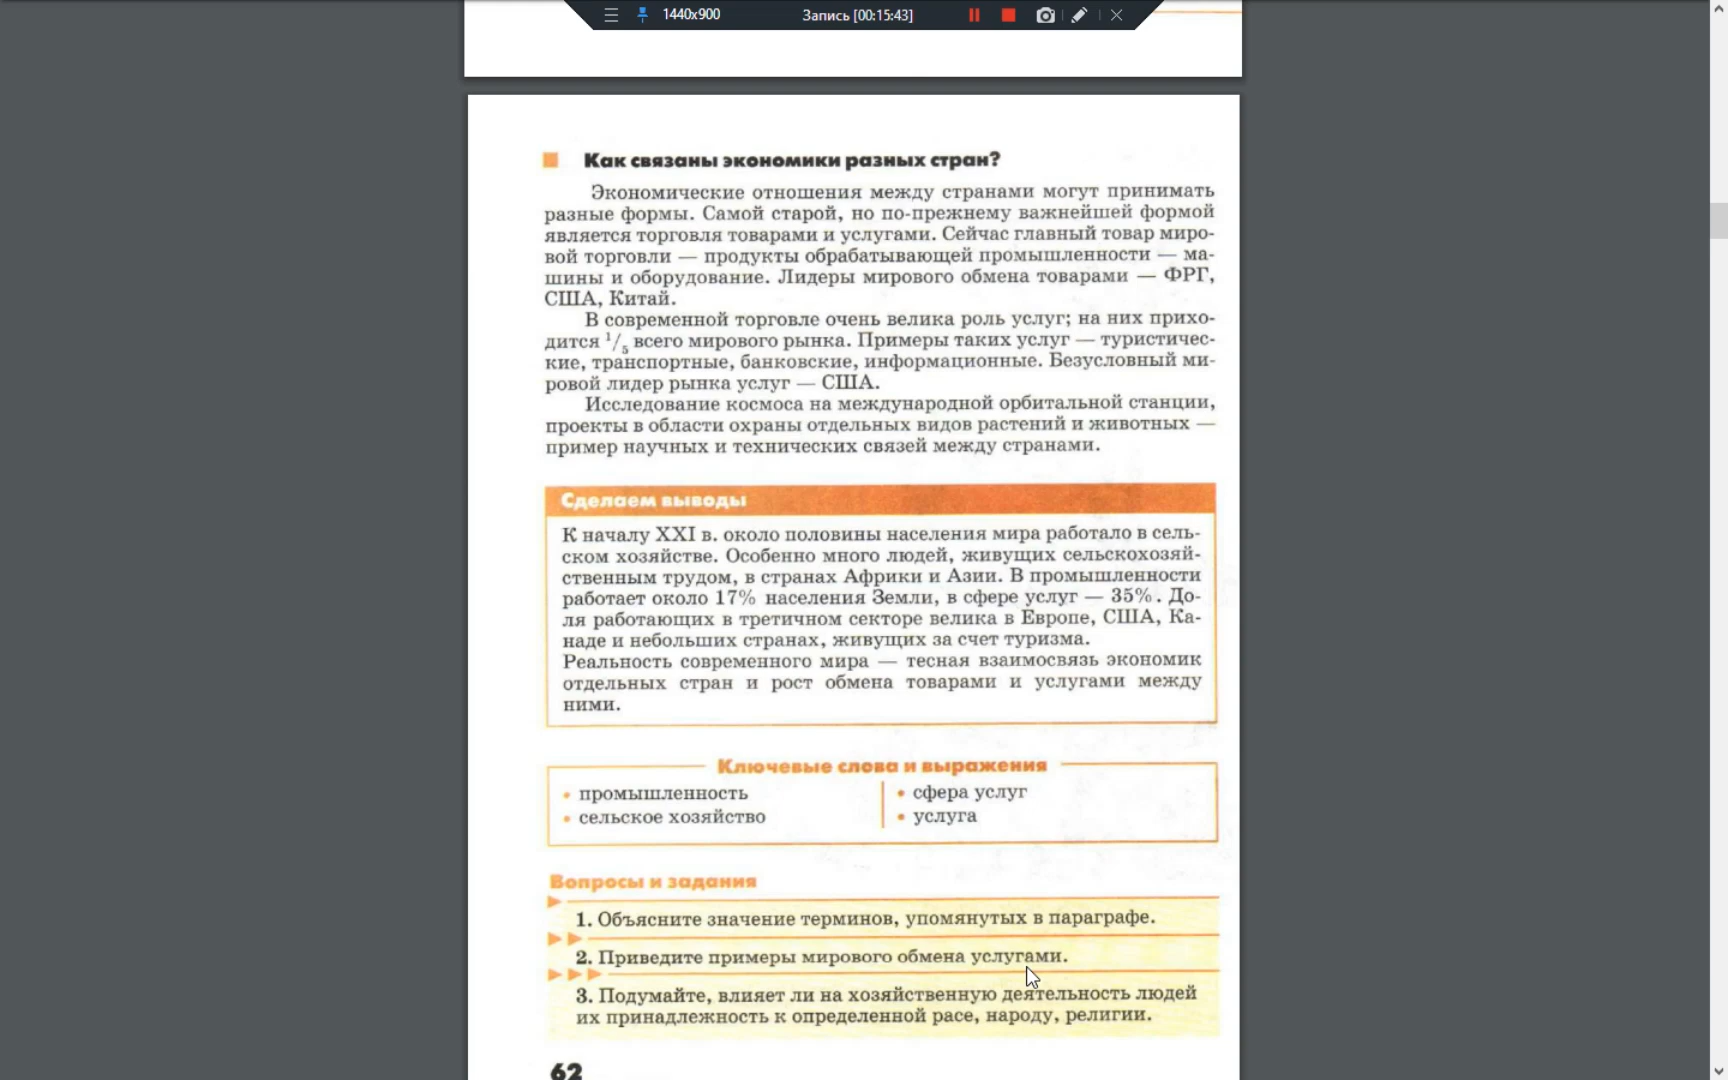 1440x900
Запись [00:15:43]
Как связаны экономики разных стран?
Экономические отношения между странами могут принимать
разные формы. Самой старой, но по-прежнему важнейшей формой
является торговля товарами и услугами. Сейчас главный товар миро-
вой торговли — продукты обрабатывающей промышленности — ма-
шины и оборудование. Лидеры мирового обмена товарами — ФРГ,
США, Китай.
В современной торговле очень велика роль услуг; на них прихо-
дится 1/5 всего мирового рынка. Примеры таких услуг — туристичес-
кие, транспортные, банковские, информационные. Безусловный ми-
ровой лидер рынка услуг — США.
Исследование космоса на международной орбитальной станции,
проекты в области охраны отдельных видов растений и животных —
пример научных и технических связей между странами.
Сделаем выводы
К началу XXI в. около половины населения мира работало в сель-
ском хозяйстве. Особенно много людей, живущих сельскохозяй-
ственным трудом, в странах Африки и Азии. В промышленности
работает около 17% населения Земли, в сфере услуг — 35%. До-
ля работающих в третичном секторе велика в Европе, США, Ка-
наде и небольших странах, живущих за счет туризма.
Реальность современного мира — тесная взаимосвязь экономик
отдельных стран и рост обмена товарами и услугами между
ними.
Ключевые слова и выражения
• промышленность
• сельское хозяйство
• сфера услуг
• услуга
Вопросы и задания
1. Объясните значение терминов, упомянутых в параграфе.
2. Приведите примеры мирового обмена услугами.
3. Подумайте, влияет ли на хозяйственную деятельность людей
их принадлежность к определенной расе, народу, религии.
62